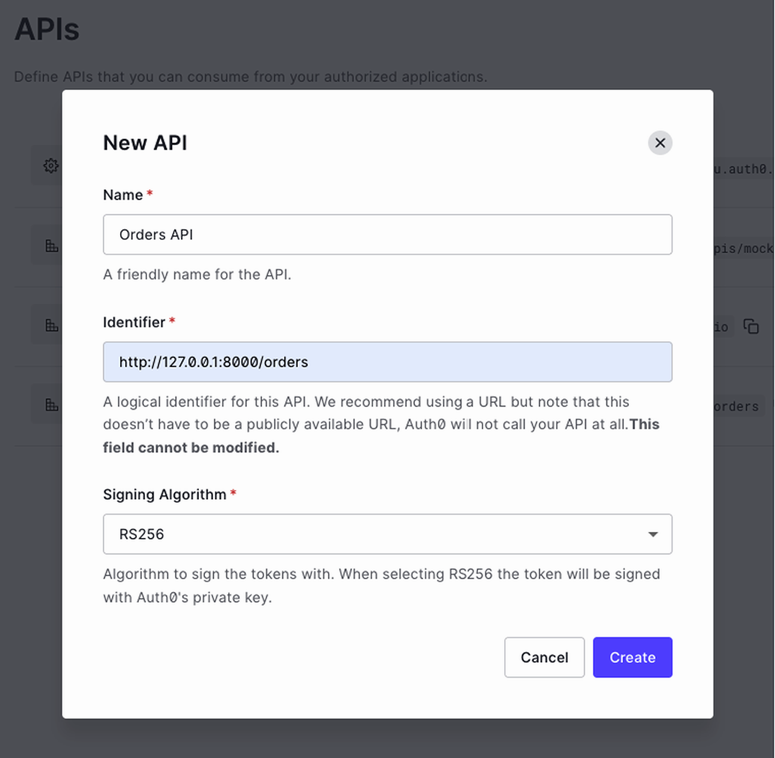 APIs
Define APIs that you can consume from your authorized applications.
New API
u.auth0.
Name *
Orders API
pis/mock
A friendly name for the API.
Identifier *
io
http://127.0.0.1:8000/orders
A logical identifier for this API. We recommend using a URL but note that this
orders
doesn't have to be a publicly available URL, Auth0 will not call your API at all.This
field cannot be modified.
Signing Algorithm *
RS256
Algorithm to sign the tokens with. When selecting RS256 the token will be signed
with Auth0's private key.
Cancel
Create